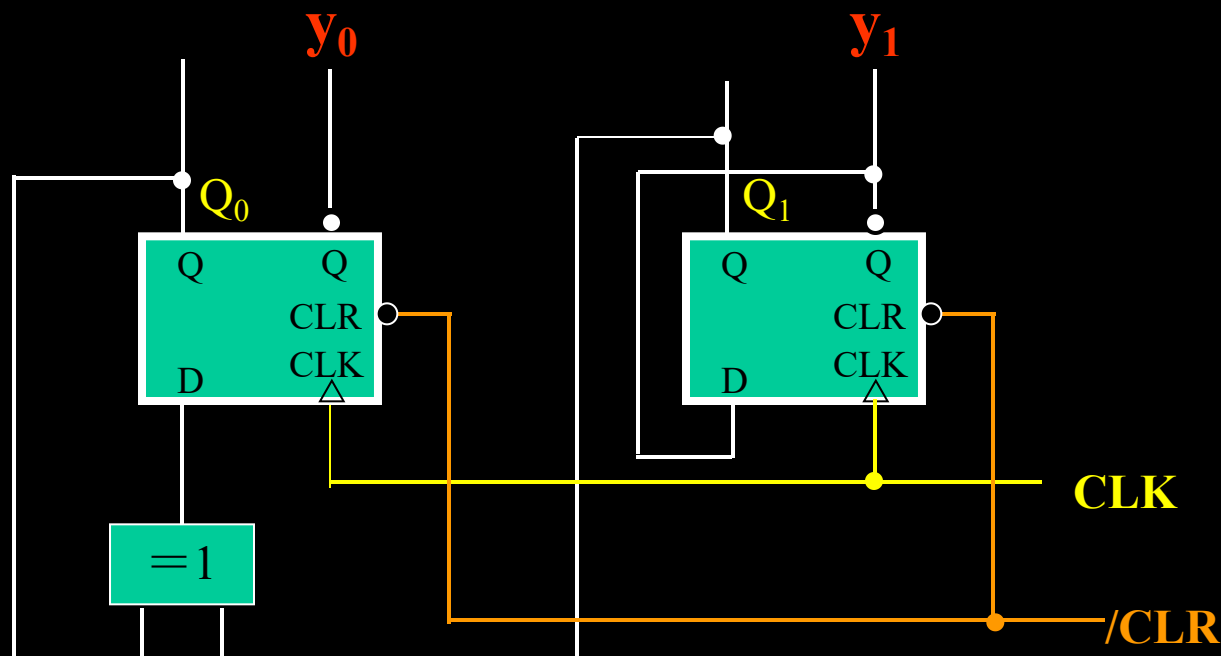 y₀ y₁
Q₀ Q₁
Q Q Q Q
CLR CLR
CLK CLK
D D
CLK
=1
/CLR